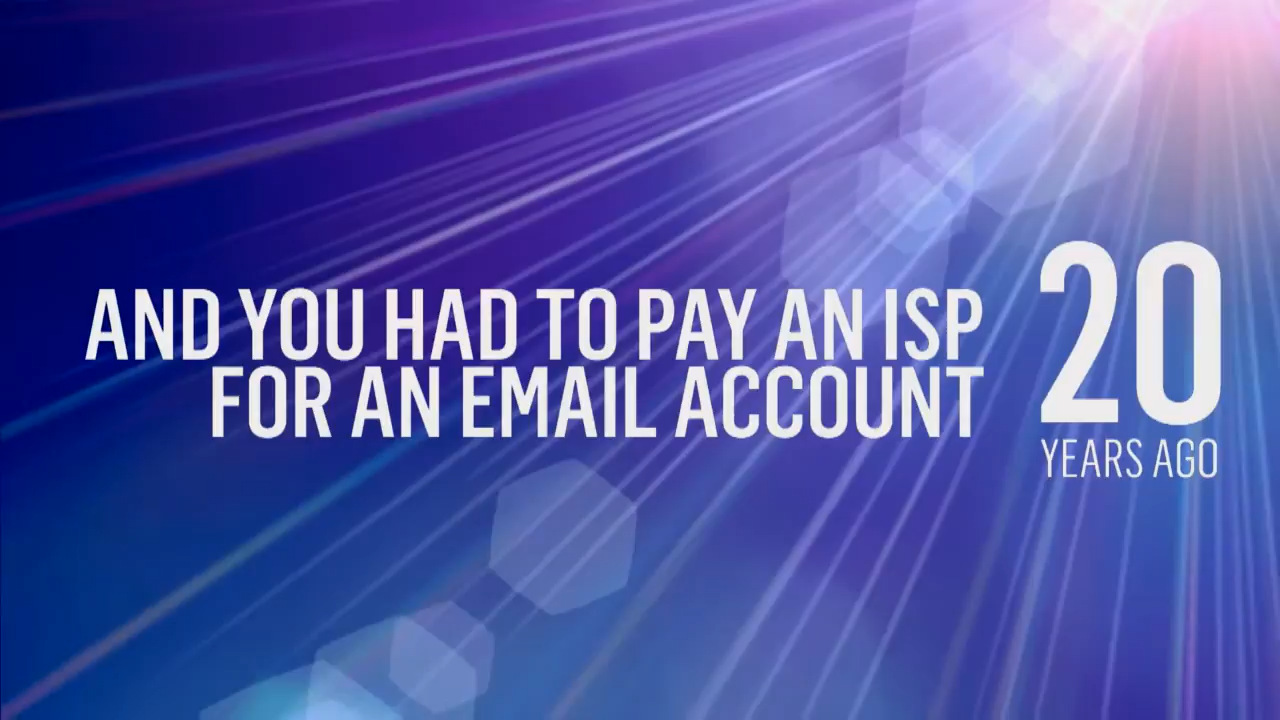 AND YOU HAD TO PAY AN ISP
FOR AN EMAIL ACCOUNT
20
YEARS AGO